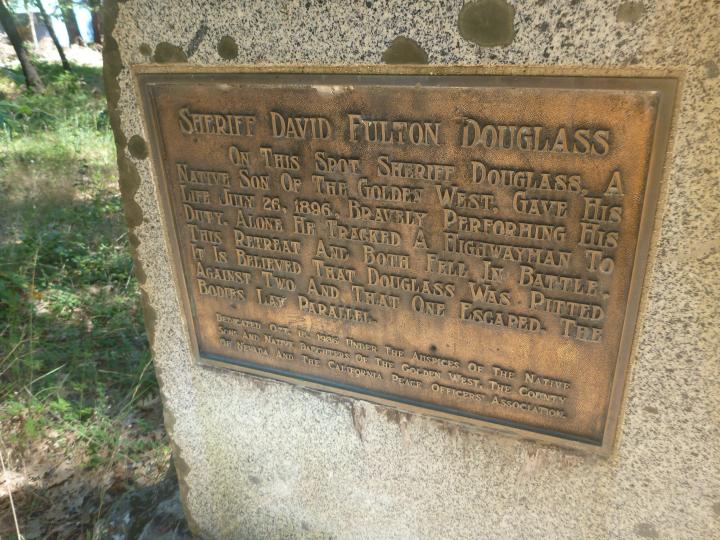 Sheriff David Fulton Douglass
On This Spot Sheriff Douglass, A
Native Son Of The Golden West, Gave His
Life July 26, 1896, Bravely Performing His
Duty. Alone He Tracked A Highwayman To
This Retreat And Both Fell In Battle.
It Is Believed That Douglass Was Pitted
Against Two And That One Escaped. The
Bodies Lay Parallel.
Dedicated Oct. 1936 Under The Auspices Of The Native
Sons And Native Daughters Of The Golden West, The County
Of Nevada And The California Peace Officers' Association.